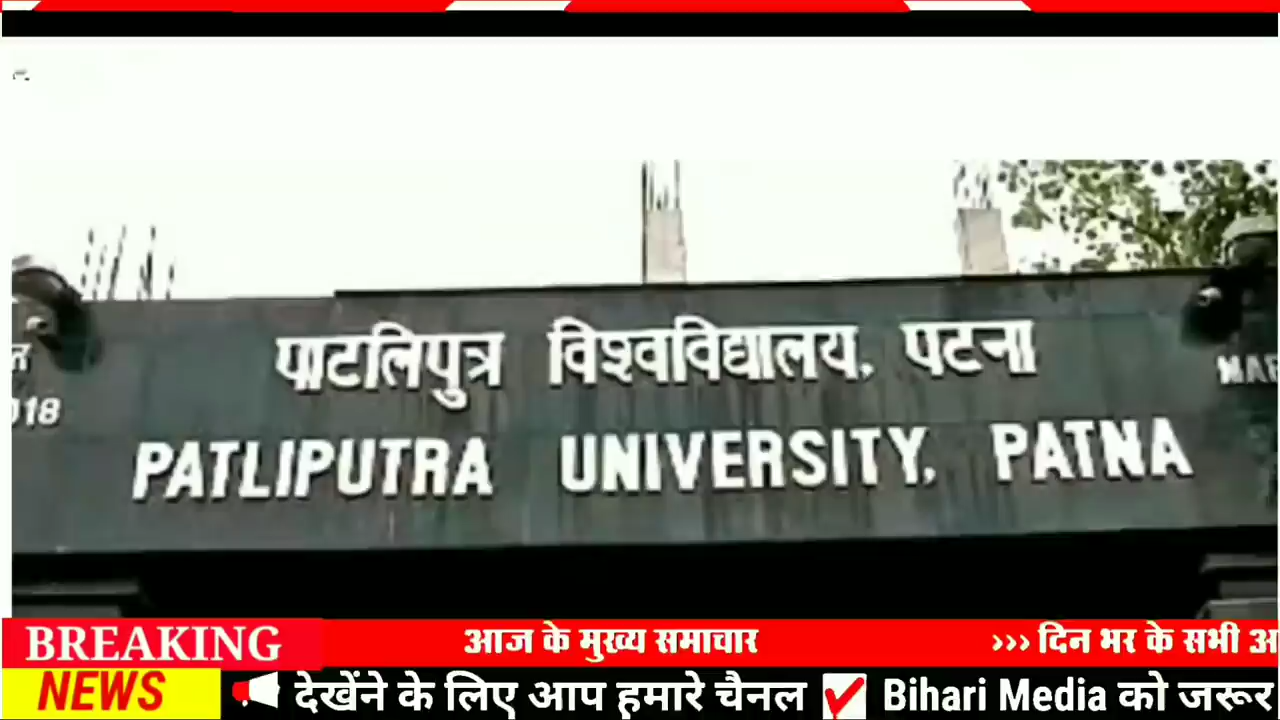 पाटलिपुत्र विश्वविद्यालय, पटना
PATLIPUTRA UNIVERSITY, PATNA
BREAKING
NEWS
आज के मुख्य समाचार
››› दिन भर के सभी
देखेंने के लिए आप हमारे चैनल ✔ Bihari Media को जरूर